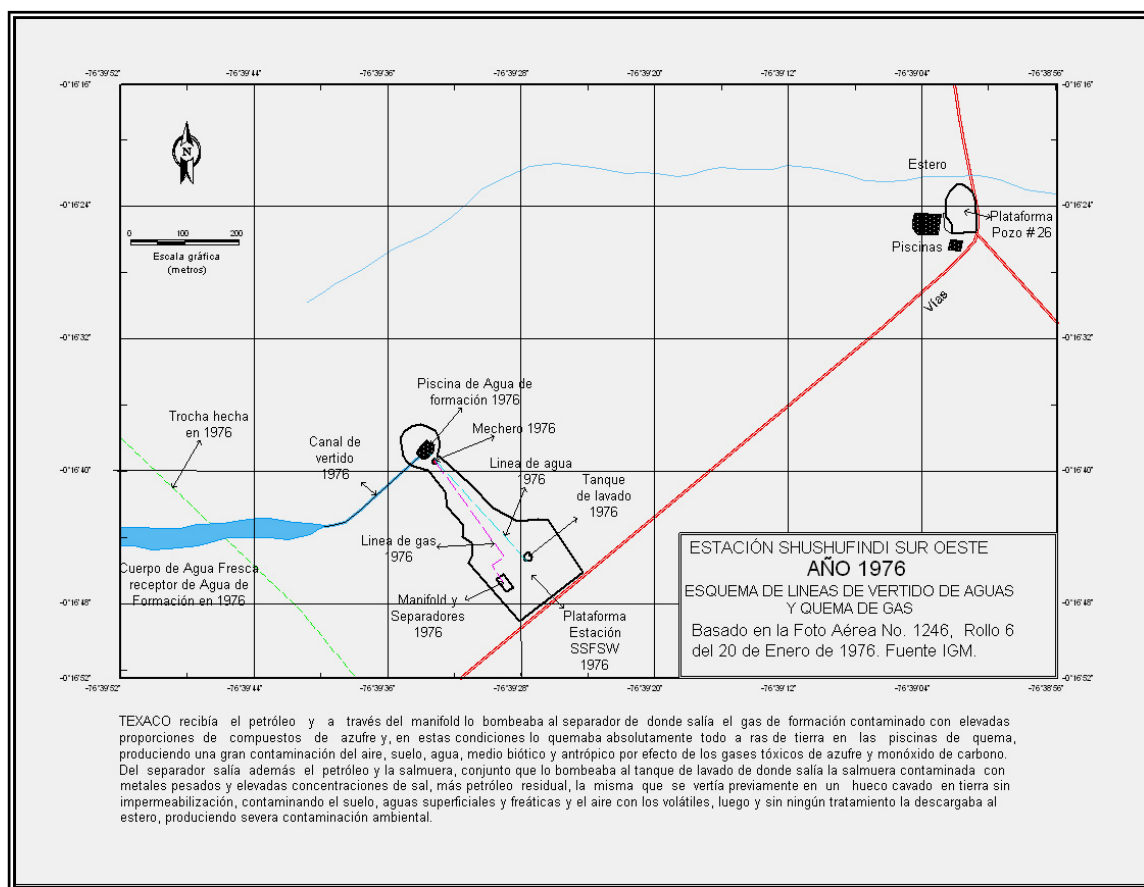 -76°39'52" -76°39'44" -76°39'36" -76°39'28" -76°39'20" -76°39'12" -76°39'04" -76°38'56"
-0°16'16" -0°16'16"
N
Estero
-0°16'24" -0°16'24"
Plataforma
Pozo #26
Piscinas
0 100 200
Escala gráfica
(metros)
Vías
-0°16'32" -0°16'32"
Piscina de Agua de
formación 1976
Trocha hecha
en 1976
Mechero 1976
Canal de
vertido
1976
Linea de agua
1976
-0°16'40" -0°16'40"
Tanque
de lavado
1976
Linea de gas
1976
Cuerpo de Agua Fresca
receptor de Agua de
Formación en 1976
-0°16'48" -0°16'48"
Manifold y
Separadores
1976
Plataforma
Estación
SSFSW
1976
ESTACIÓN SHUSHUFINDI SUR OESTE
AÑO 1976
ESQUEMA DE LINEAS DE VERTIDO DE AGUAS
Y QUEMA DE GAS
Basado en la Foto Aérea No. 1246, Rollo 6
del 20 de Enero de 1976. Fuente IGM.
-0°16'52" -0°16'52"
-76°39'52" -76°39'44" -76°39'36" -76°39'28" -76°39'20" -76°39'12" -76°39'04" -76°38'56"
TEXACO recibía el petróleo y a través del manifold lo bombeaba al separador de donde salía el gas de formación contaminado con elevadas
proporciones de compuestos de azufre y, en estas condiciones lo quemaba absolutamente todo a ras de tierra en las piscinas de quema,
produciendo una gran contaminación del aire, suelo, agua, medio biótico y antrópico por efecto de los gases tóxicos de azufre y monóxido de carbono.
Del separador salía además el petróleo y la salmuera, conjunto que lo bombeaba al tanque de lavado de donde salía la salmuera contaminada con
metales pesados y elevadas concentraciones de sal, más petróleo residual, la misma que se vertía previamente en un hueco cavado en tierra sin
impermeabilización, contaminando el suelo, aguas superficiales y freáticas y el aire con los volátiles, luego y sin ningún tratamiento la descargaba al
estero, produciendo severa contaminación ambiental.